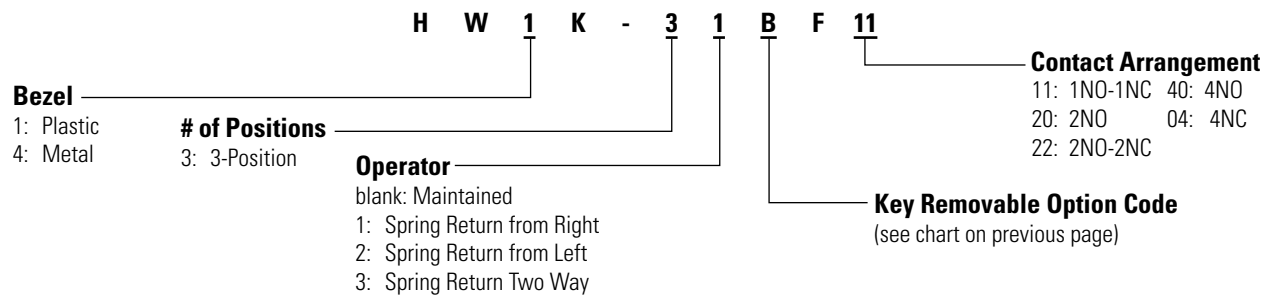 H W 1 K - 3 1 B F 11
Bezel
1: Plastic
4: Metal
# of Positions
3: 3-Position
Operator
blank: Maintained
1: Spring Return from Right
2: Spring Return from Left
3: Spring Return Two Way
Contact Arrangement
11: 1NO-1NC 40: 4NO
20: 2NO 04: 4NC
22: 2NO-2NC
Key Removable Option Code
(see chart on previous page)